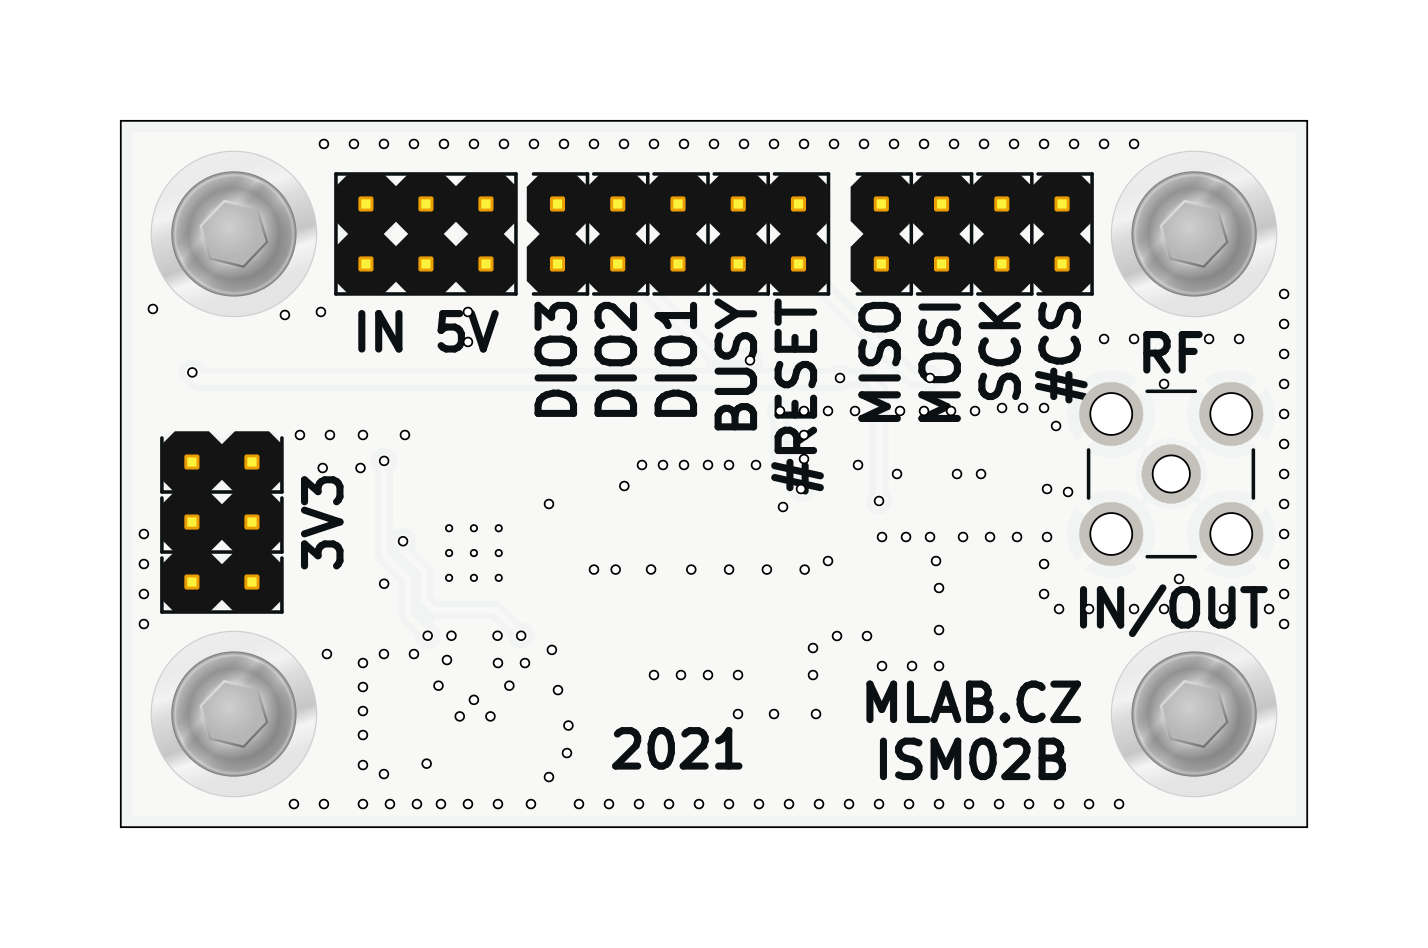 IN 5V
DIO3
DIO2
DIO1
BUSY
#RESET
MISO
MOSI
SCK
#CS
RF
3V3
IN/OUT
MLAB.CZ
ISM02B
2021